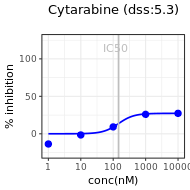 Cytarabine (dss:5.3)
IC50
% inhibition
100
50
0
1 10 100 1000 10000
conc(nM)